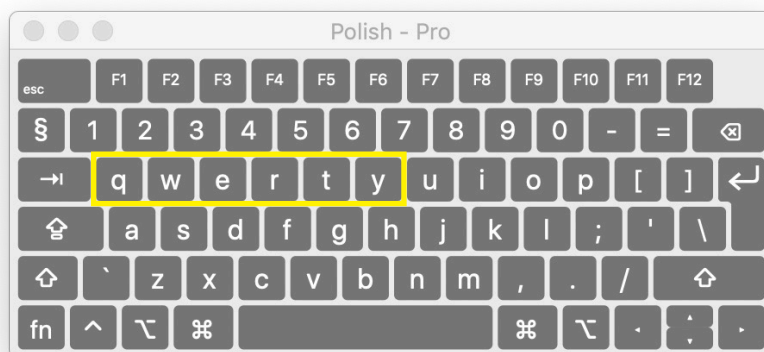 Polish - Pro
esc F1 F2 F3 F4 F5 F6 F7 F8 F9 F10 F11 F12
§ 1 2 3 4 5 6 7 8 9 0 - =
q w e r t y u i o p [ ]
a s d f g h j k l ; ' \
` z x c v b n m , . /
fn ^ ⌥ ⌘ ⌘ ⌥